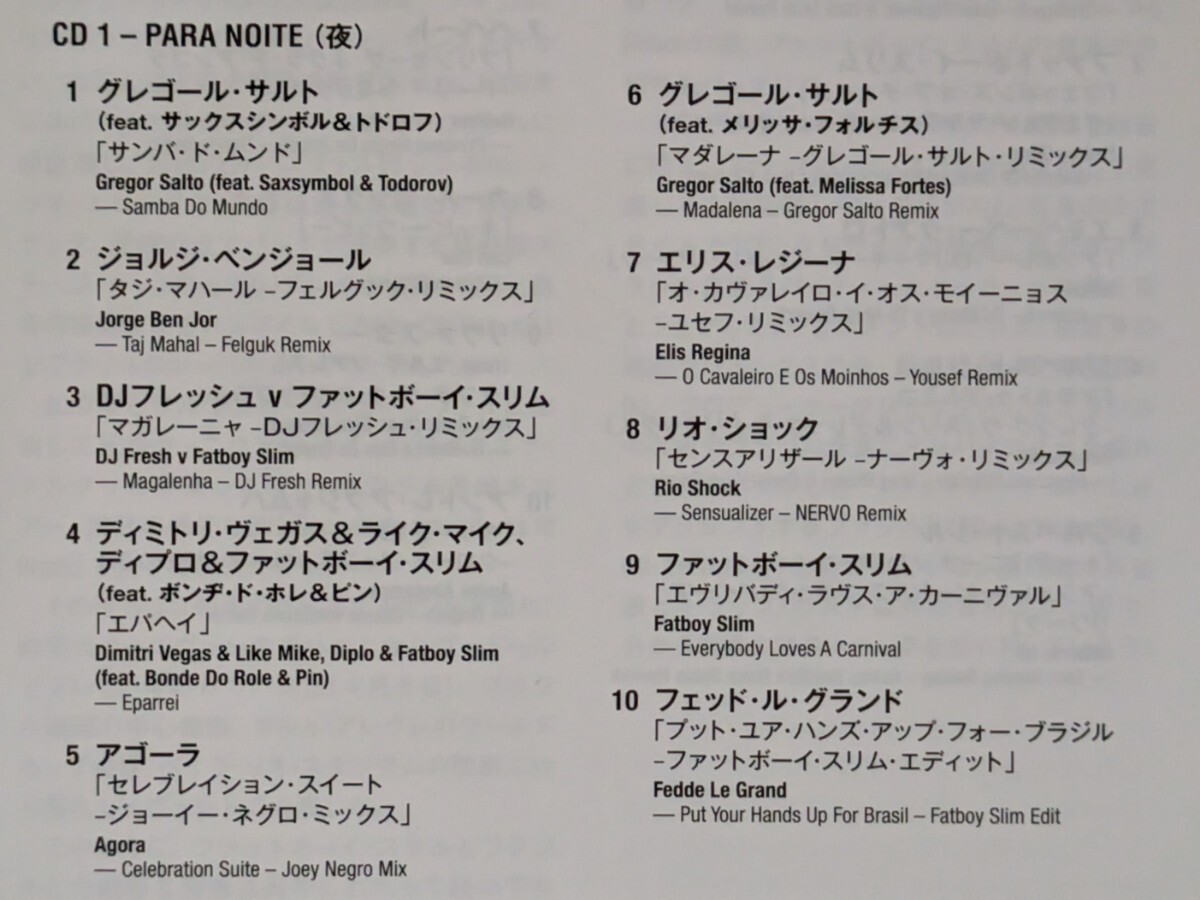 CD 1 – PARA NOITE（夜）
1 グレゴール・サルト
(feat. サックスシンボル＆トドロフ)
「サンバ・ド・ムンド」
Gregor Salto (feat. Saxsymbol & Todorov)
— Samba Do Mundo
2 ジョルジ・ベンジョール
「タジ・マハール –フェルグック・リミックス」
Jorge Ben Jor
— Taj Mahal – Felguk Remix
3 DJフレッシュ v ファットボーイ・スリム
「マガレーニャ –DJフレッシュ・リミックス」
DJ Fresh v Fatboy Slim
— Magalenha – DJ Fresh Remix
4 ディミトリ・ヴェガス＆ライク・マイク、
ディプロ＆ファットボーイ・スリム
(feat. ボンヂ・ド・ホレ＆ピン)
「エパヘイ」
Dimitri Vegas & Like Mike, Diplo & Fatboy Slim
(feat. Bonde Do Role & Pin)
— Eparrei
5 アゴーラ
「セレブレイション・スイート
–ジョーイー・ネグロ・ミックス」
Agora
— Celebration Suite – Joey Negro Mix
6 グレゴール・サルト
(feat. メリッサ・フォルチス)
「マダレーナ –グレゴール・サルト・リミックス」
Gregor Salto (feat. Melissa Fortes)
— Madalena – Gregor Salto Remix
7 エリス・レジーナ
「オ・カヴァレイロ・イ・オス・モイーニョス
–ユセフ・リミックス」
Elis Regina
— O Cavaleiro E Os Moinhos – Yousef Remix
8 リオ・ショック
「センスアリザール –ナーヴォ・リミックス」
Rio Shock
— Sensualizer – NERVO Remix
9 ファットボーイ・スリム
「エヴリバディ・ラヴス・ア・カーニヴァル」
Fatboy Slim
— Everybody Loves A Carnival
10 フェッド・ル・グランド
「プット・ユア・ハンズ・アップ・フォー・ブラジル
–ファットボーイ・スリム・エディット」
Fedde Le Grand
— Put Your Hands Up For Brasil – Fatboy Slim Edit